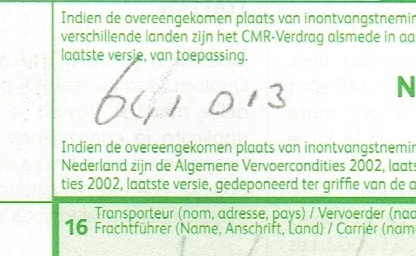 Indien de overeengekomen plaats van inontvangstnemin
verschillende landen zijn het CMR-Verdrag alsmede in aa
laatste versie, van toepassing.
641 013
N
Indien de overeengekomen plaats van inontvangstnemin
Nederland zijn de Algemene Vervoercondities 2002, laats
ties 2002, laatste versie, gedeponeerd ter griffie van de a
16 Transporteur (nom, adresse, pays) / Vervoerder (naa
Frachtführer (Name, Anschrift, Land) / Carrier (nam